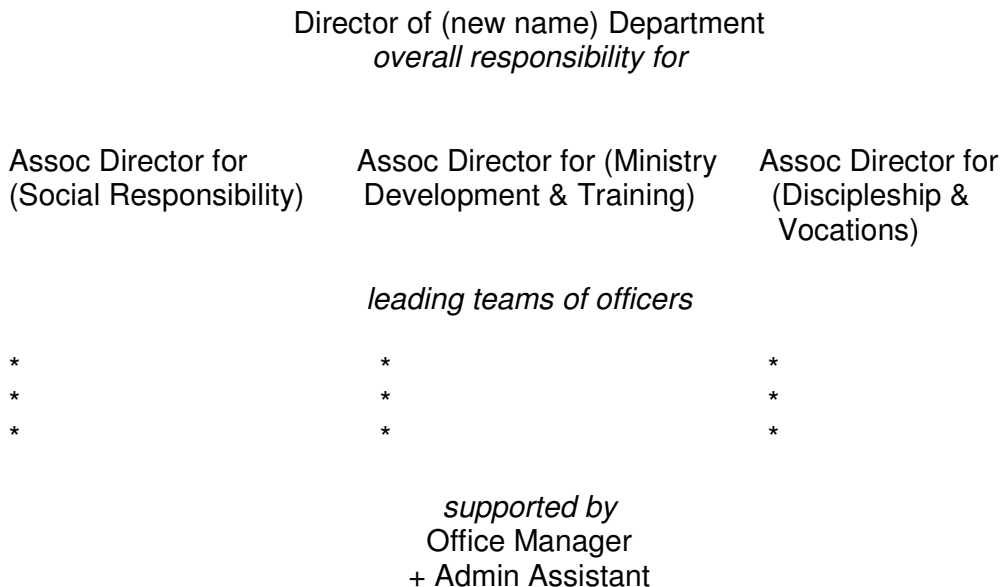 Director of (new name) Department
overall responsibility for
Assoc Director for
(Social Responsibility)
Assoc Director for (Ministry
Development & Training)
Assoc Director for
(Discipleship &
Vocations)
leading teams of officers
* * *
* * *
* * *
supported by
Office Manager
+ Admin Assistant